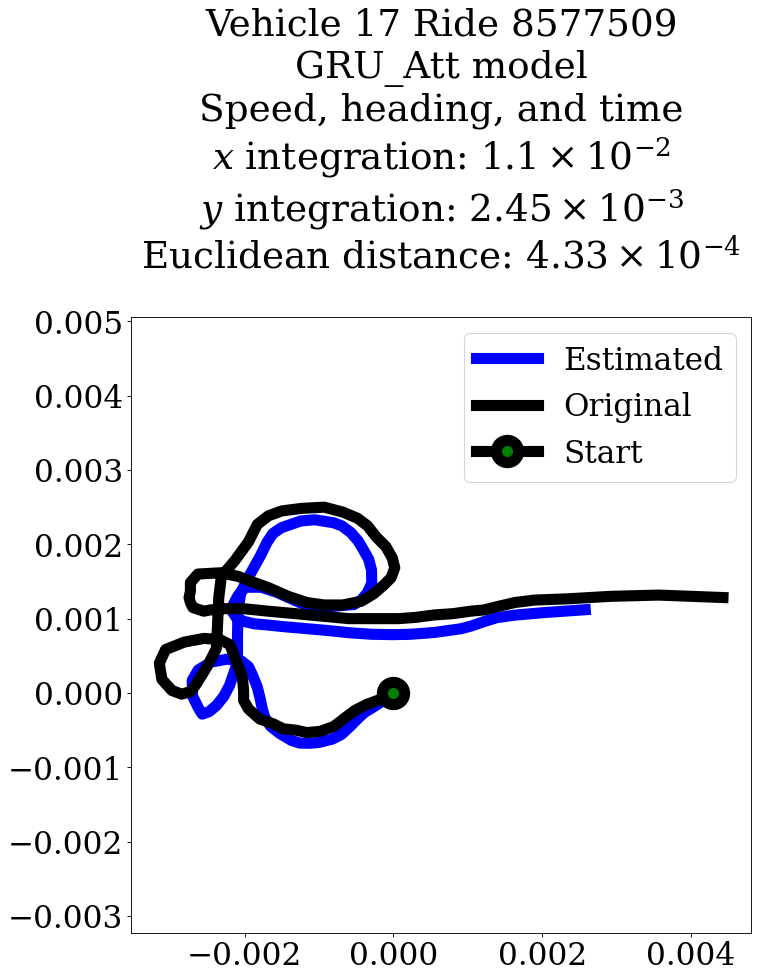 Vehicle 17 Ride 8577509
GRU_Att model
Speed, heading, and time
x integration: 1.1 × 10⁻²
y integration: 2.45 × 10⁻³
Euclidean distance: 4.33 × 10⁻⁴
0.005
0.004
0.003
0.002
0.001
0.000
−0.001
−0.002
−0.003
Estimated
Original
Start
−0.002 0.000 0.002 0.004